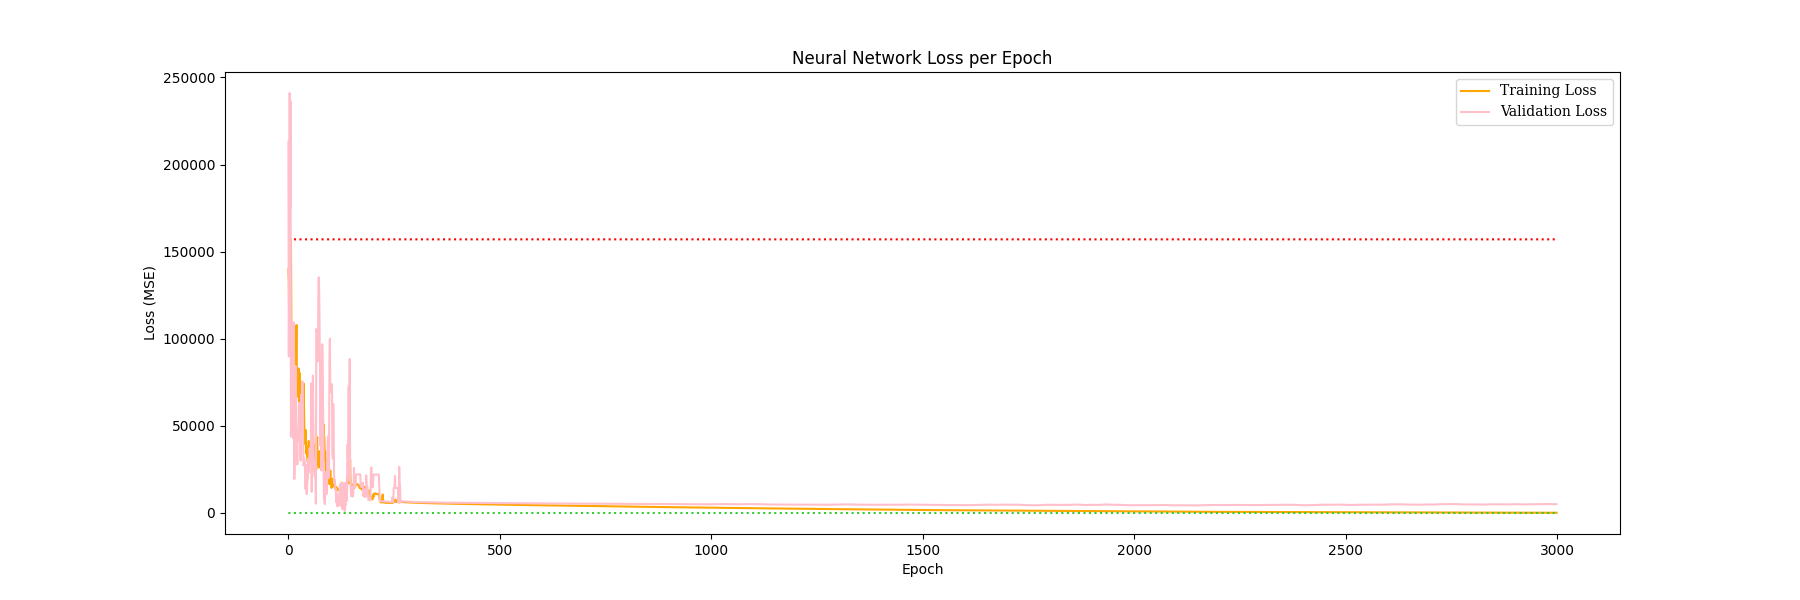 Neural Network Loss per Epoch
250000
200000
150000
100000
50000
0
Loss (MSE)
Training Loss
Validation Loss
0
500
1000
1500
2000
2500
3000
Epoch